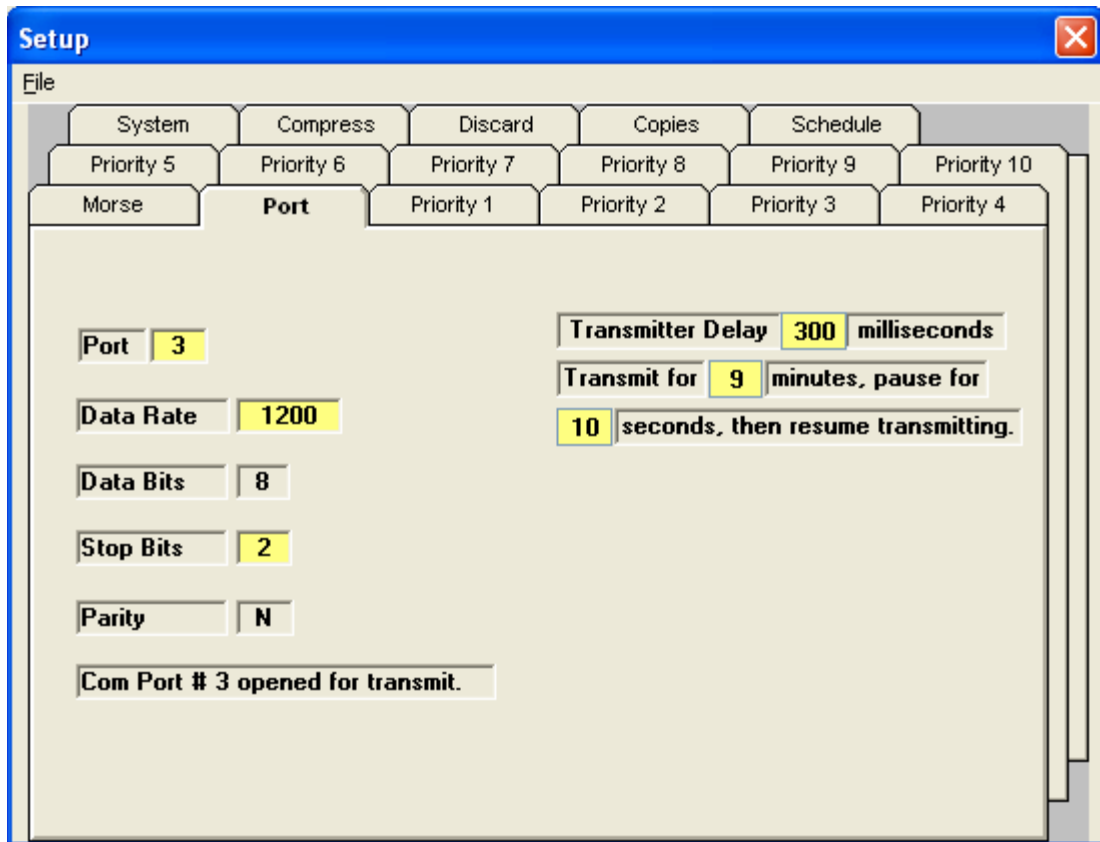 Setup
File
System Compress Discard Copies Schedule
Priority 5 Priority 6 Priority 7 Priority 8 Priority 9 Priority 10
Morse Port Priority 1 Priority 2 Priority 3 Priority 4
Port 3
Data Rate 1200
Data Bits 8
Stop Bits 2
Parity N
Com Port # 3 opened for transmit.
Transmitter Delay 300 milliseconds
Transmit for 9 minutes, pause for
10 seconds, then resume transmitting.